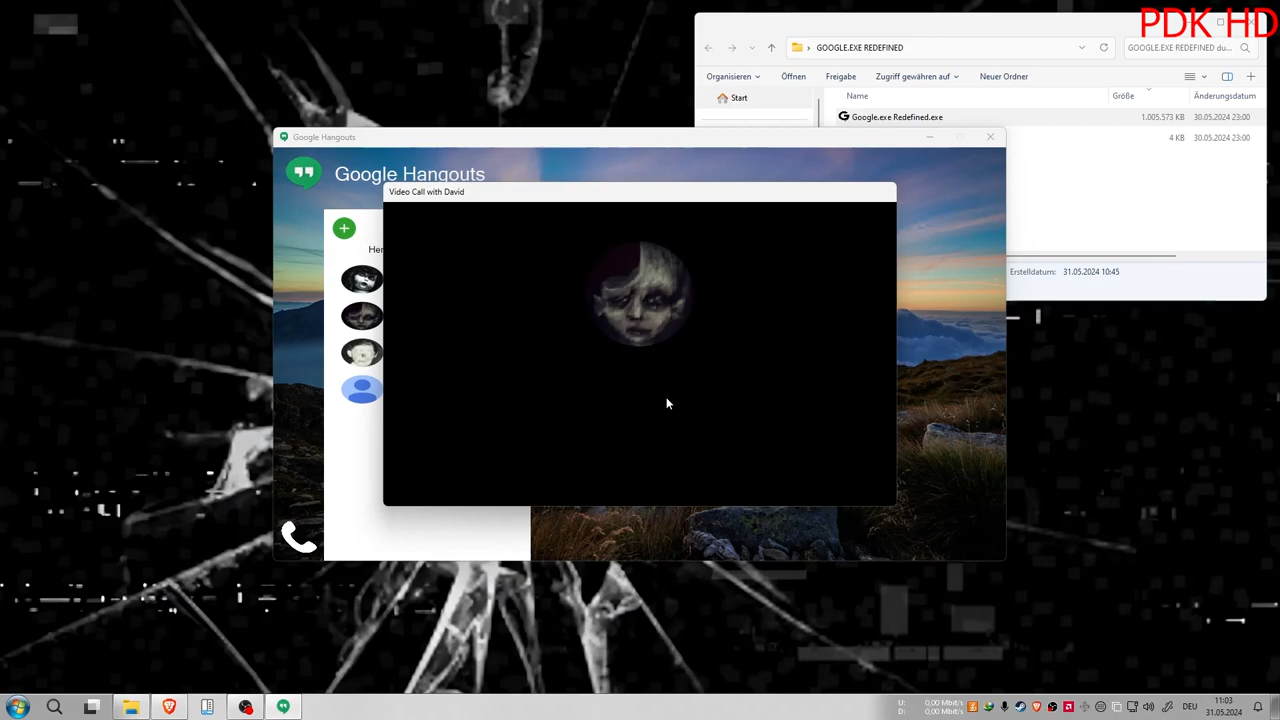 PDK HD
GOOGLE.EXE REDEFINED
GOOGLE.EXE REDEFINED du...
Organisieren
Öffnen
Freigabe
Zugriff gewähren auf
Neuer Ordner
Start
Name
Größe
Änderungsdatum
Google.exe Redefined.exe
1.005.573 KB
30.05.2024 23:00
4 KB
30.05.2024 23:00
Erstelldatum:
31.05.2024 10:45
Google Hangouts
Google Hangouts
Video Call with David
U:
0,00 Mbit/s
D:
0,00 Mbit/s
DEU
11:03
31.05.2024